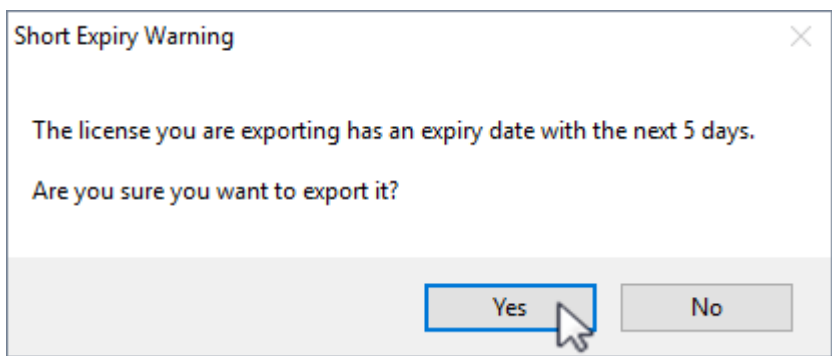 Short Expiry Warning
The license you are exporting has an expiry date with the next 5 days.
Are you sure you want to export it?
Yes
No